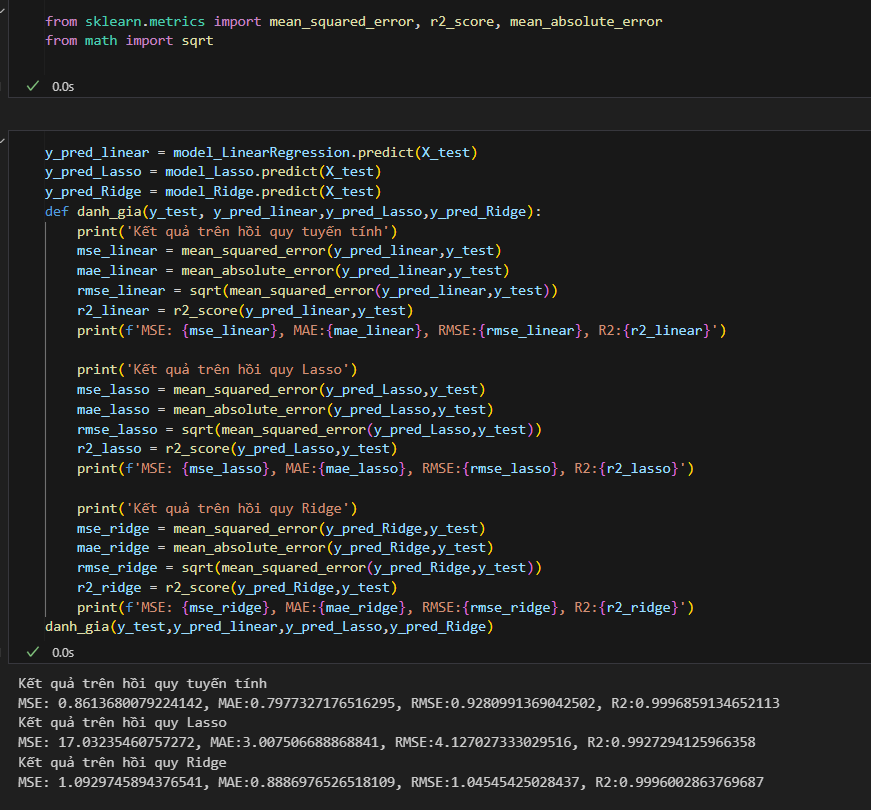 from sklearn.metrics import mean_squared_error, r2_score, mean_absolute_error
from math import sqrt
0.0s
y_pred_linear = model_LinearRegression.predict(X_test)
y_pred_Lasso = model_Lasso.predict(X_test)
y_pred_Ridge = model_Ridge.predict(X_test)
def danh_gia(y_test, y_pred_linear,y_pred_Lasso,y_pred_Ridge):
    print('Kết quả trên hồi quy tuyến tính')
    mse_linear = mean_squared_error(y_pred_linear,y_test)
    mae_linear = mean_absolute_error(y_pred_linear,y_test)
    rmse_linear = sqrt(mean_squared_error(y_pred_linear,y_test))
    r2_linear = r2_score(y_pred_linear,y_test)
    print(f'MSE: {mse_linear}, MAE:{mae_linear}, RMSE:{rmse_linear}, R2:{r2_linear}')
    print('Kết quả trên hồi quy Lasso')
    mse_lasso = mean_squared_error(y_pred_Lasso,y_test)
    mae_lasso = mean_absolute_error(y_pred_Lasso,y_test)
    rmse_lasso = sqrt(mean_squared_error(y_pred_Lasso,y_test))
    r2_lasso = r2_score(y_pred_Lasso,y_test)
    print(f'MSE: {mse_lasso}, MAE:{mae_lasso}, RMSE:{rmse_lasso}, R2:{r2_lasso}')
    print('Kết quả trên hồi quy Ridge')
    mse_ridge = mean_squared_error(y_pred_Ridge,y_test)
    mae_ridge = mean_absolute_error(y_pred_Ridge,y_test)
    rmse_ridge = sqrt(mean_squared_error(y_pred_Ridge,y_test))
    r2_ridge = r2_score(y_pred_Ridge,y_test)
    print(f'MSE: {mse_ridge}, MAE:{mae_ridge}, RMSE:{rmse_ridge}, R2:{r2_ridge}')
danh_gia(y_test,y_pred_linear,y_pred_Lasso,y_pred_Ridge)
0.0s
Kết quả trên hồi quy tuyến tính
MSE: 0.8613680079224142, MAE:0.7977327176516295, RMSE:0.9280991369042502, R2:0.9996859134652113
Kết quả trên hồi quy Lasso
MSE: 17.03235460757272, MAE:3.007506688868841, RMSE:4.127027333029516, R2:0.9927294125966358
Kết quả trên hồi quy Ridge
MSE: 1.0929745894376541, MAE:0.8886976526518109, RMSE:1.04545425028437, R2:0.9996002863769687